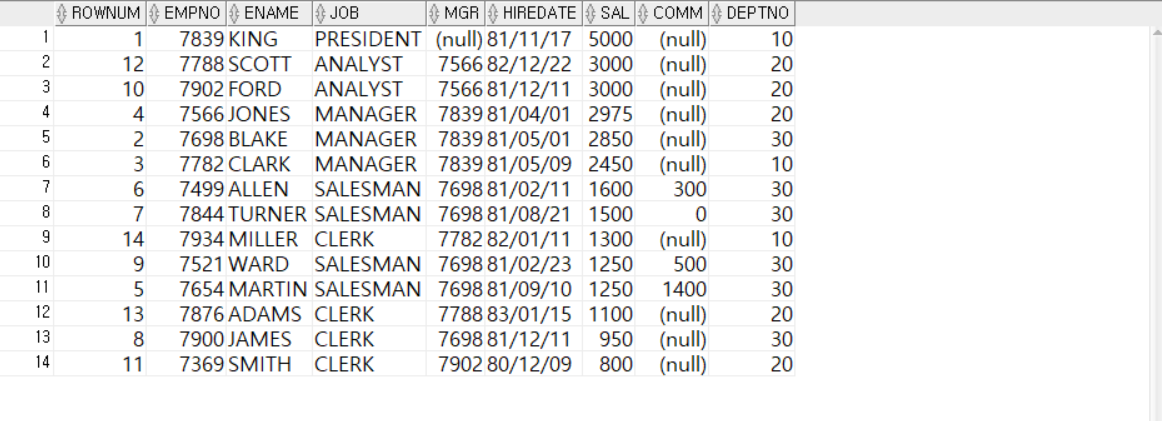 ROWNUM EMPNO ENAME JOB MGR HIREDATE SAL COMM DEPTNO
1 1 7839 KING PRESIDENT (null) 81/11/17 5000 (null) 10
2 12 7788 SCOTT ANALYST 7566 82/12/22 3000 (null) 20
3 10 7902 FORD ANALYST 7566 81/12/11 3000 (null) 20
4 4 7566 JONES MANAGER 7839 81/04/01 2975 (null) 20
5 2 7698 BLAKE MANAGER 7839 81/05/01 2850 (null) 30
6 3 7782 CLARK MANAGER 7839 81/05/09 2450 (null) 10
7 6 7499 ALLEN SALESMAN 7698 81/02/11 1600 300 30
8 7 7844 TURNER SALESMAN 7698 81/08/21 1500 0 30
9 14 7934 MILLER CLERK 7782 82/01/11 1300 (null) 10
10 9 7521 WARD SALESMAN 7698 81/02/23 1250 500 30
11 5 7654 MARTIN SALESMAN 7698 81/09/10 1250 1400 30
12 13 7876 ADAMS CLERK 7788 83/01/15 1100 (null) 20
13 8 7900 JAMES CLERK 7698 81/12/11 950 (null) 30
14 11 7369 SMITH CLERK 7902 80/12/09 800 (null) 20